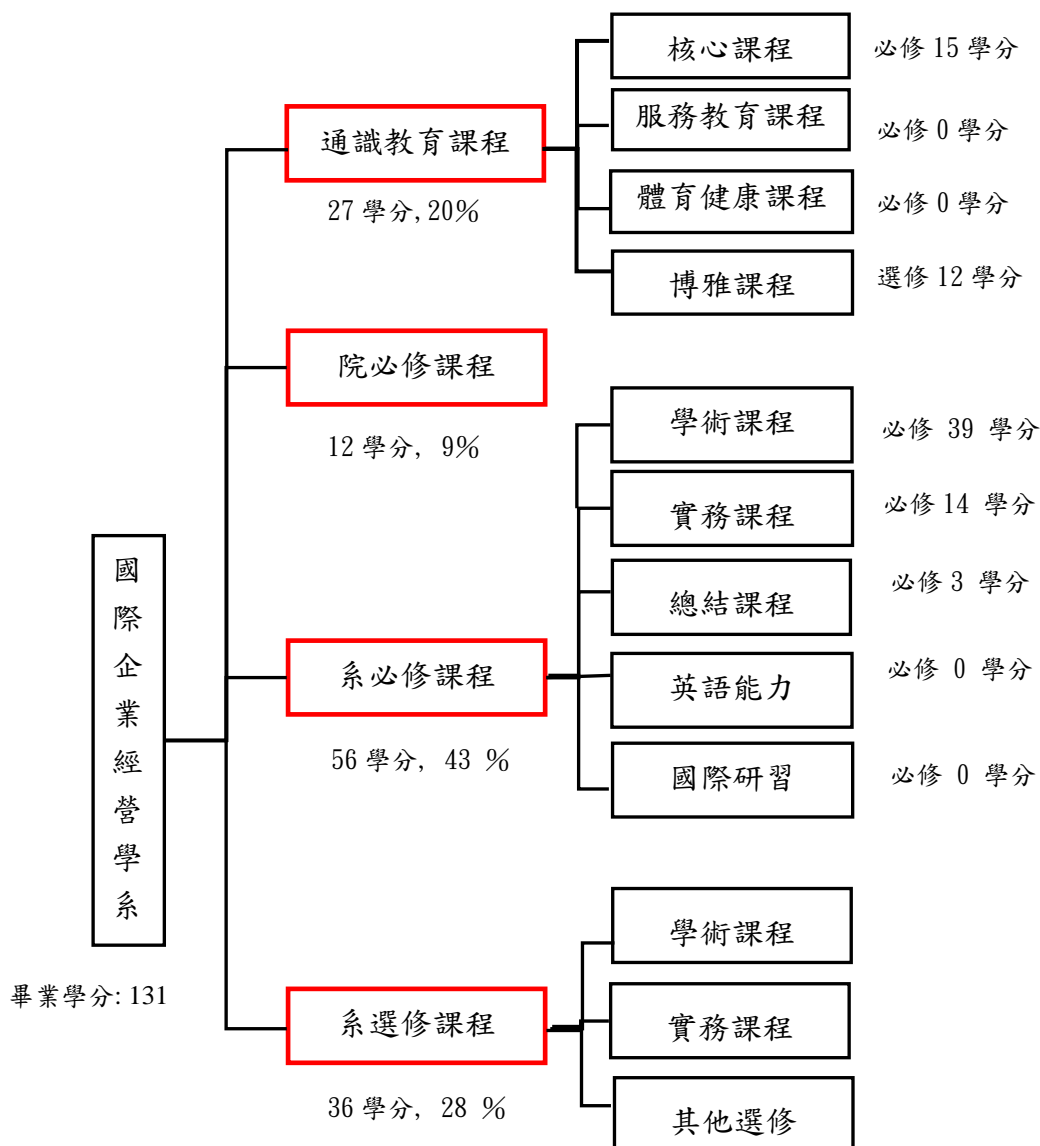 核心課程 必修 15 學分
服務教育課程 必修 0 學分
通識教育課程
27 學分, 20%
體育健康課程 必修 0 學分
博雅課程 選修 12 學分
院必修課程
12 學分, 9%
學術課程 必修 39 學分
實務課程 必修 14 學分
總結課程 必修 3 學分
系必修課程
56 學分, 43 %
英語能力 必修 0 學分
國際研習 必修 0 學分
國際企業經營學系
畢業學分: 131
學術課程
系選修課程
36 學分, 28 %
實務課程
其他選修